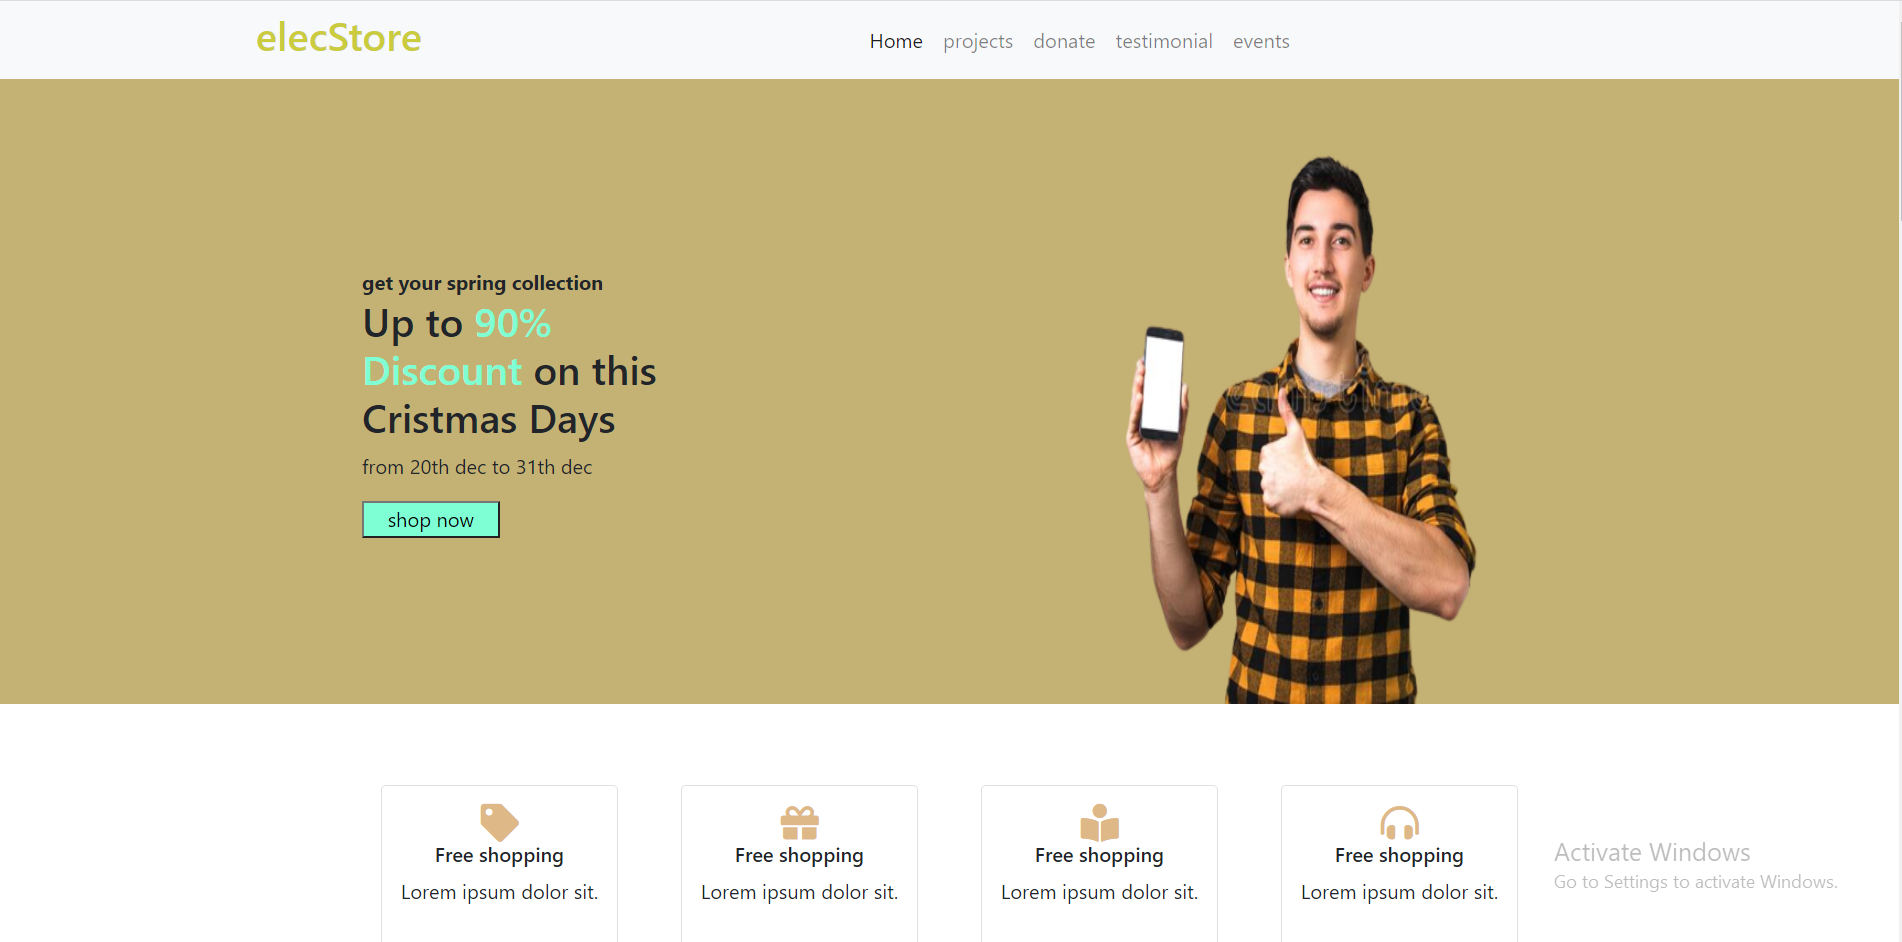 elecStore
Home projects donate testimonial events
get your spring collection
Up to 90%
Discount on this
Cristmas Days
from 20th dec to 31th dec
shop now
Free shopping Free shopping Free shopping Free shopping
Lorem ipsum dolor sit. Lorem ipsum dolor sit. Lorem ipsum dolor sit. Lorem ipsum dolor sit.
Activate Windows
Go to Settings to activate Windows.